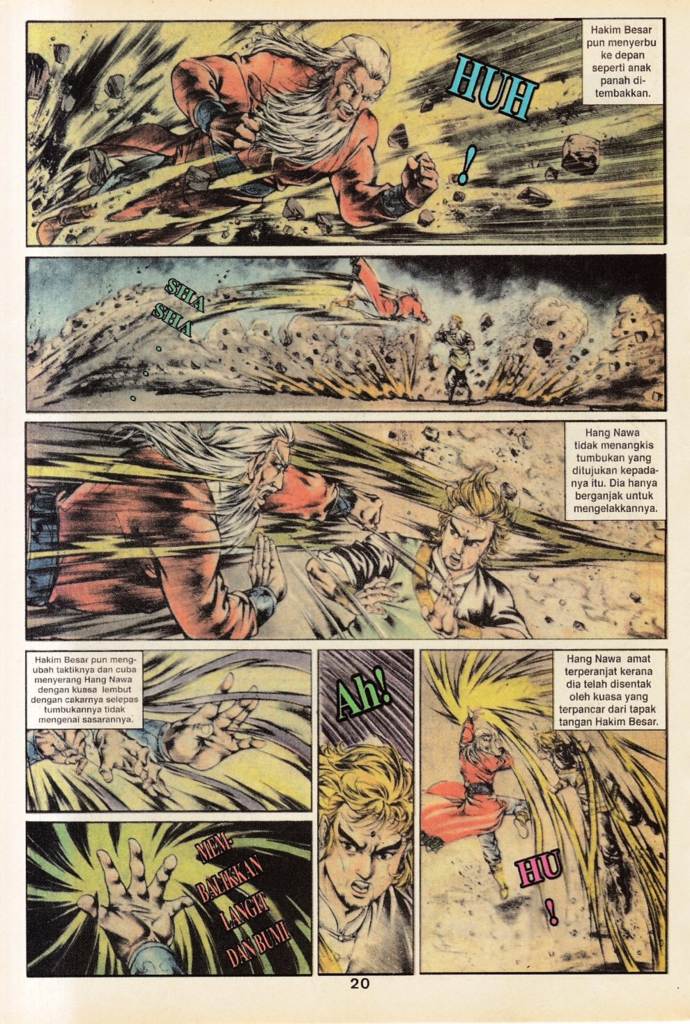 Hakim Besar
pun menyerbu
ke depan
seperti anak
panah di-
tembakkan.
HUH
!
SHA
SHA
Hang Nawa
tidak menangkis
tumbukan yang
ditujukan kepada-
nya itu. Dia hanya
berganjak untuk
mengelakkannya.
Hakim Besar pun meng-
ubah taktiknya dan cuba
menyerang Hang Nawa
dengan kuasa lembut
dengan cakarnya selepas
tumbukannya tidak
mengenai sasarannya.
MEM-
BALIKKAN
LANGIT
DAN BUMI
Ah!
Hang Nawa amat
terperanjat kerana
dia telah disentak
oleh kuasa yang
terpancar dari tapak
tangan Hakim Besar.
HU
!
20